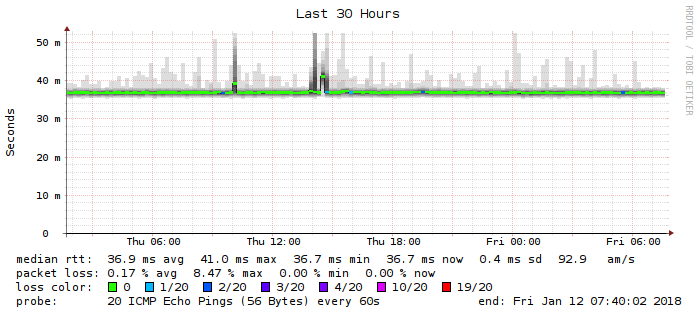 Last 30 Hours
RRDTOOL / TOBI OETIKER
Seconds
50 m
40 m
30 m
20 m
10 m
0
Thu 06:00 Thu 12:00 Thu 18:00 Fri 00:00 Fri 06:00
median rtt: 36.9 ms avg 41.0 ms max 36.7 ms min 36.7 ms now 0.4 ms sd 92.9 am/s
packet loss: 0.17 % avg 8.47 % max 0.00 % min 0.00 % now
loss color: 0 1/20 2/20 3/20 4/20 10/20 19/20
probe: 20 ICMP Echo Pings (56 Bytes) every 60s end: Fri Jan 12 07:40:02 2018